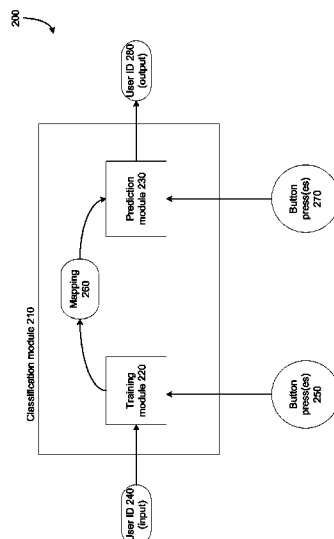 200
Classification module 210
User ID 240
(input)
Training
module 220
Mapping
260
Prediction
module 230
User ID 280
(output)
Button
press(es)
250
Button
press(es)
270